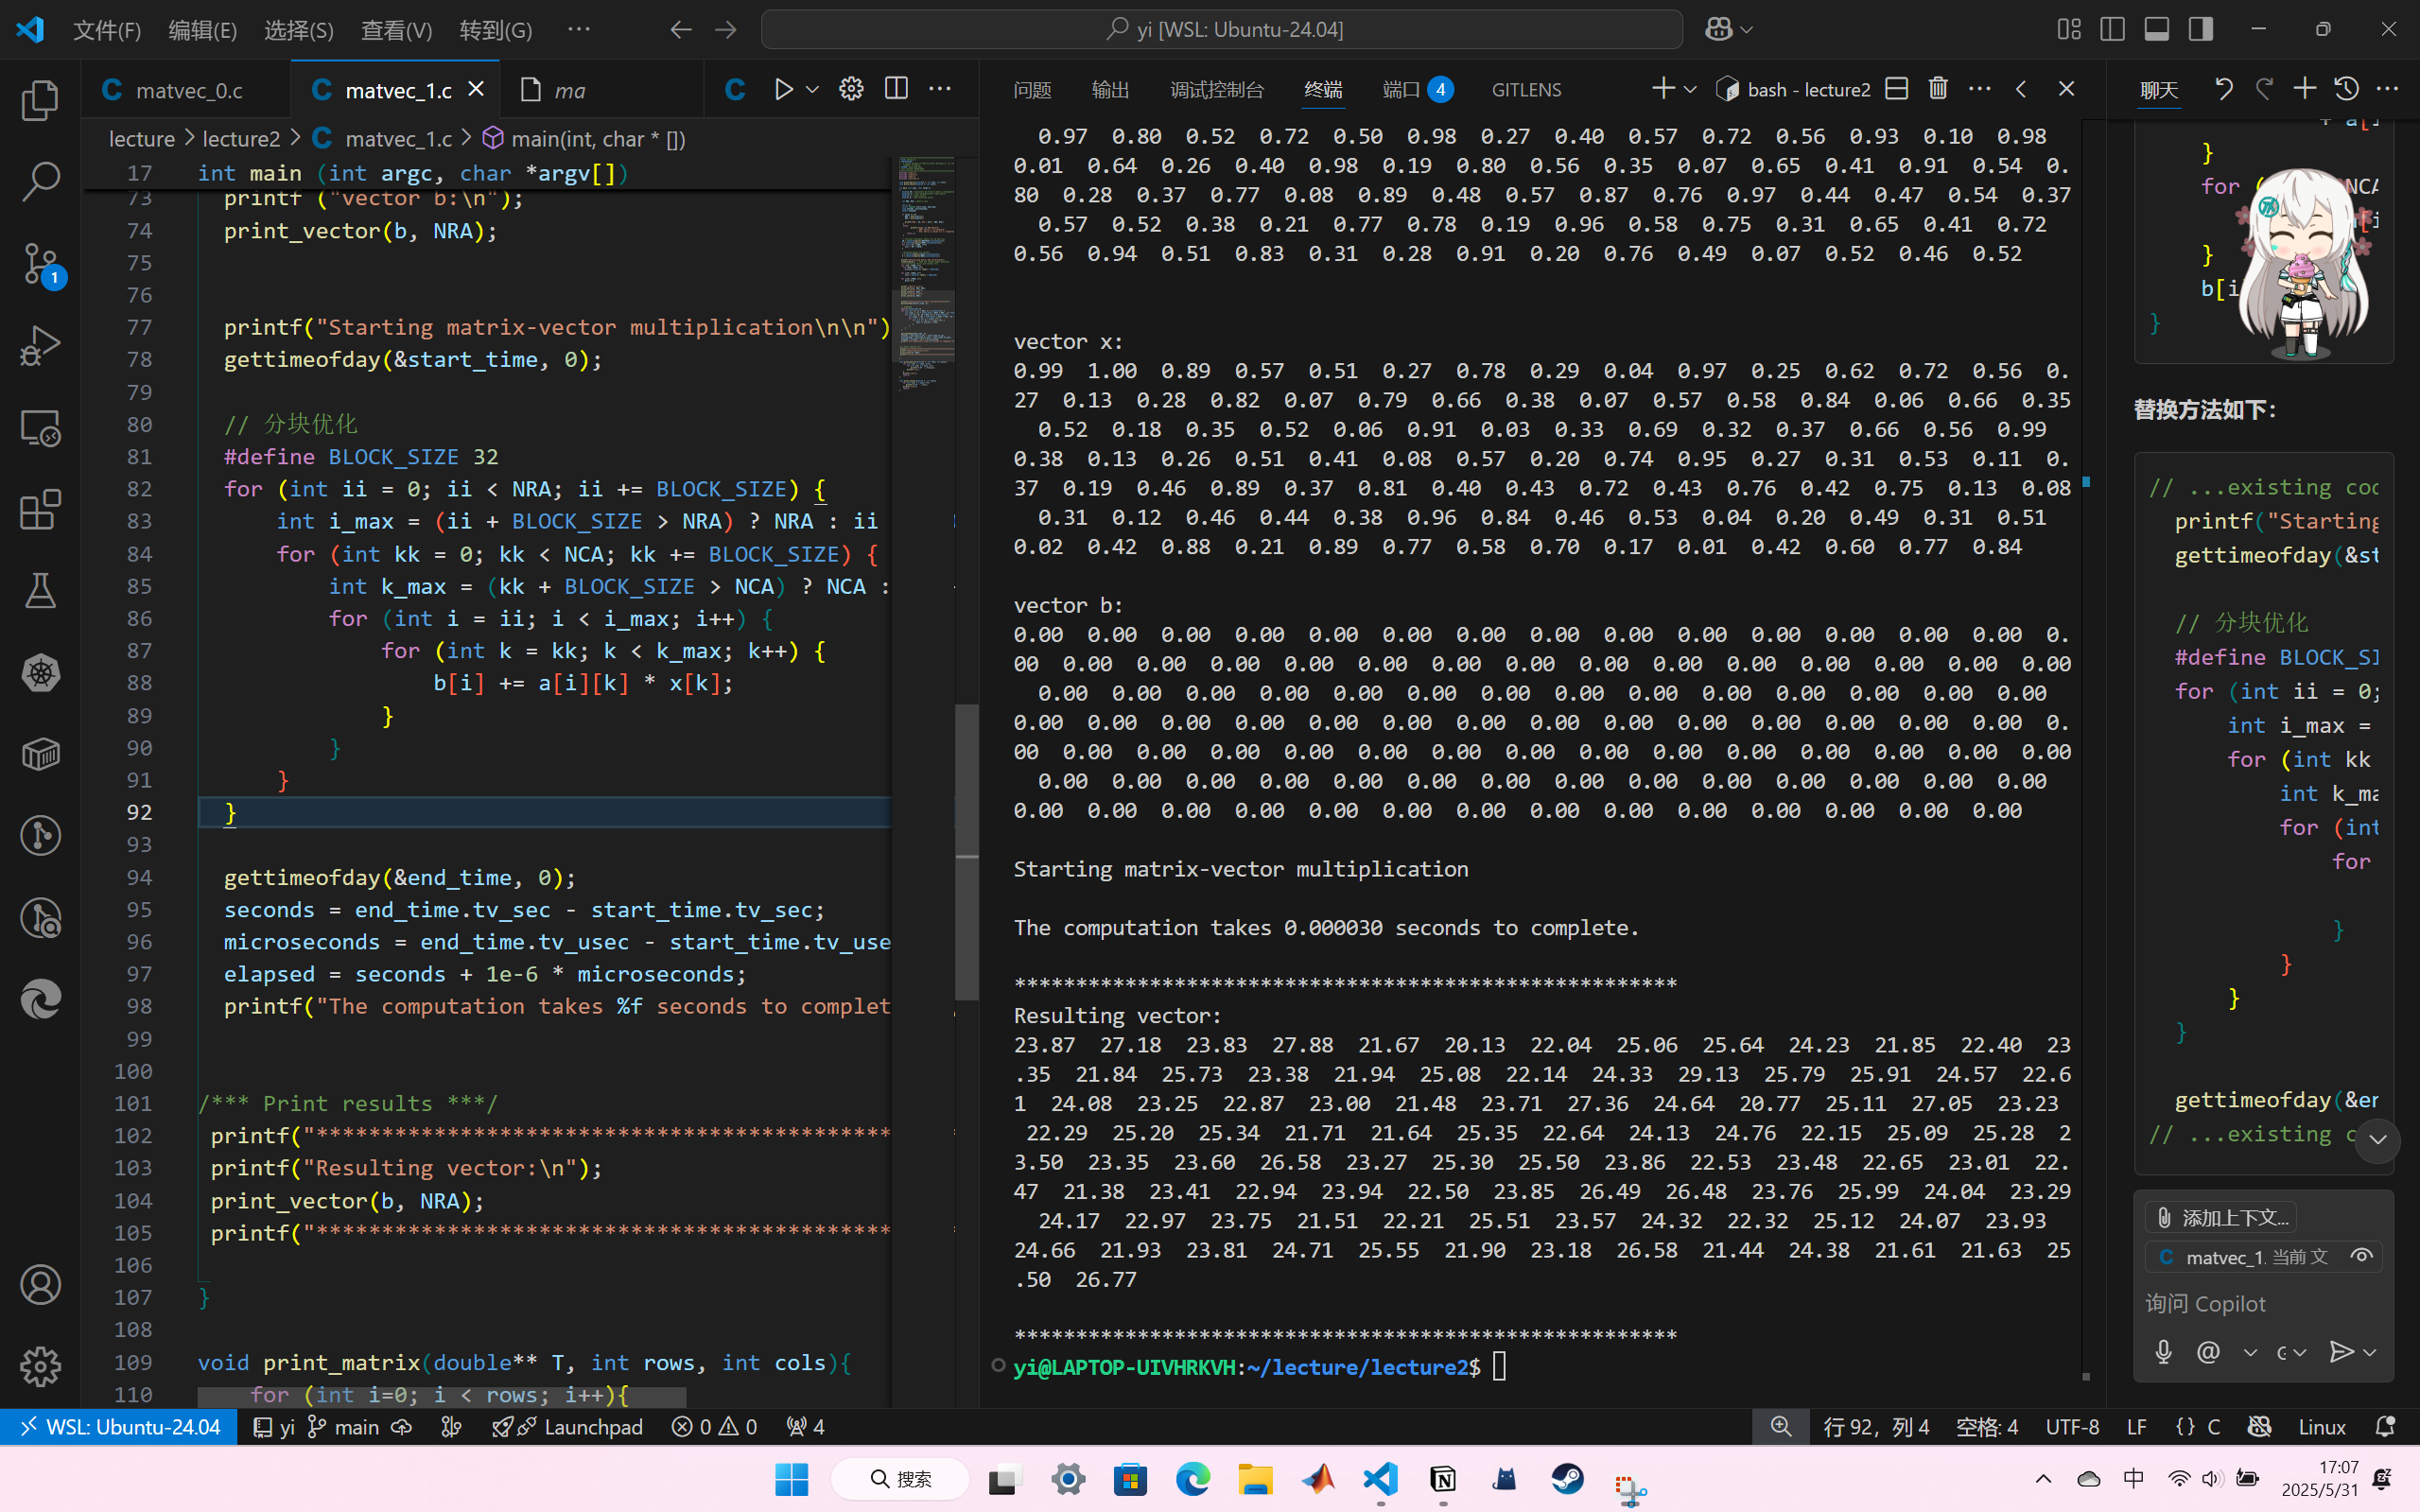 文件(F) 编辑(E) 选择(S) 查看(V) 转到(G) ··· yi [WSL: Ubuntu-24.04]
matvec_0.c matvec_1.c ma
lecture > lecture2 > matvec_1.c > main(int, char * [])
17 int main (int argc, char *argv[])
73 printf ("vector b:\n");
74 print_vector(b, NRA);
75
76
77 printf("Starting matrix-vector multiplication\n\n")
78 gettimeofday(&start_time, 0);
79
80 // 分块优化
81 #define BLOCK_SIZE 32
82 for (int ii = 0; ii < NRA; ii += BLOCK_SIZE) {
83 int i_max = (ii + BLOCK_SIZE > NRA) ? NRA : ii
84 for (int kk = 0; kk < NCA; kk += BLOCK_SIZE) {
85 int k_max = (kk + BLOCK_SIZE > NCA) ? NCA :
86 for (int i = ii; i < i_max; i++) {
87 for (int k = kk; k < k_max; k++) {
88 b[i] += a[i][k] * x[k];
89 }
90 }
91 }
92 }
93
94 gettimeofday(&end_time, 0);
95 seconds = end_time.tv_sec - start_time.tv_sec;
96 microseconds = end_time.tv_usec - start_time.tv_use
97 elapsed = seconds + 1e-6 * microseconds;
98 printf("The computation takes %f seconds to complet
99
100
101 /*** Print results ***/
102 printf("********************************************
103 printf("Resulting vector:\n");
104 print_vector(b, NRA);
105 printf("********************************************
106
107 }
108
109 void print_matrix(double** T, int rows, int cols){
110 for (int i=0; i < rows; i++){
问题 输出 调试控制台 终端 端口 4 GITLENS bash - lecture2
0.97 0.80 0.52 0.72 0.50 0.98 0.27 0.40 0.57 0.72 0.56 0.93 0.10 0.98
0.01 0.64 0.26 0.40 0.98 0.19 0.80 0.56 0.35 0.07 0.65 0.41 0.91 0.54 0.
80 0.28 0.37 0.77 0.08 0.89 0.48 0.57 0.87 0.76 0.97 0.44 0.47 0.54 0.37
0.57 0.52 0.38 0.21 0.77 0.78 0.19 0.96 0.58 0.75 0.31 0.65 0.41 0.72
0.56 0.94 0.51 0.83 0.31 0.28 0.91 0.20 0.76 0.49 0.07 0.52 0.46 0.52
vector x:
0.99 1.00 0.89 0.57 0.51 0.27 0.78 0.29 0.04 0.97 0.25 0.62 0.72 0.56 0.
27 0.13 0.28 0.82 0.07 0.79 0.66 0.38 0.07 0.57 0.58 0.84 0.06 0.66 0.35
0.52 0.18 0.35 0.52 0.06 0.91 0.03 0.33 0.69 0.32 0.37 0.66 0.56 0.99
0.38 0.13 0.26 0.51 0.41 0.08 0.57 0.20 0.74 0.95 0.27 0.31 0.53 0.11 0.
37 0.19 0.46 0.89 0.37 0.81 0.40 0.43 0.72 0.43 0.76 0.42 0.75 0.13 0.08
0.31 0.12 0.46 0.44 0.38 0.96 0.84 0.46 0.53 0.04 0.20 0.49 0.31 0.51
0.02 0.42 0.88 0.21 0.89 0.77 0.58 0.70 0.17 0.01 0.42 0.60 0.77 0.84
vector b:
0.00 0.00 0.00 0.00 0.00 0.00 0.00 0.00 0.00 0.00 0.00 0.00 0.00 0.00 0.
00 0.00 0.00 0.00 0.00 0.00 0.00 0.00 0.00 0.00 0.00 0.00 0.00 0.00 0.00
0.00 0.00 0.00 0.00 0.00 0.00 0.00 0.00 0.00 0.00 0.00 0.00 0.00 0.00
0.00 0.00 0.00 0.00 0.00 0.00 0.00 0.00 0.00 0.00 0.00 0.00 0.00 0.00 0.
00 0.00 0.00 0.00 0.00 0.00 0.00 0.00 0.00 0.00 0.00 0.00 0.00 0.00 0.00
0.00 0.00 0.00 0.00 0.00 0.00 0.00 0.00 0.00 0.00 0.00 0.00 0.00 0.00
0.00 0.00 0.00 0.00 0.00 0.00 0.00 0.00 0.00 0.00 0.00 0.00 0.00 0.00
Starting matrix-vector multiplication
The computation takes 0.000030 seconds to complete.
******************************************************
Resulting vector:
23.87 27.18 23.83 27.88 21.67 20.13 22.04 25.06 25.64 24.23 21.85 22.40 23
.35 21.84 25.73 23.38 21.94 25.08 22.14 24.33 29.13 25.79 25.91 24.57 22.6
1 24.08 23.25 22.87 23.00 21.48 23.71 27.36 24.64 20.77 25.11 27.05 23.23
22.29 25.20 25.34 21.71 21.64 25.35 22.64 24.13 24.76 22.15 25.09 25.28 2
3.50 23.35 23.60 26.58 23.27 25.30 25.50 23.86 22.53 23.48 22.65 23.01 22.
47 21.38 23.41 22.94 23.94 22.50 23.85 26.49 26.48 23.76 25.99 24.04 23.29
24.17 22.97 23.75 21.51 22.21 25.51 23.57 24.32 22.32 25.12 24.07 23.93
24.66 21.93 23.81 24.71 25.55 21.90 23.18 26.58 21.44 24.38 21.61 21.63 25
.50 26.77
******************************************************
yi@LAPTOP-UIVHRKVH:~/lecture/lecture2$
聊天
+ a[i
}
for ( NCA
[i
}
b[i
}
替换方法如下：
// ...existing coc
printf("Starting
gettimeofday(&st
// 分块优化
#define BLOCK_SI
for (int ii = 0;
int i_max =
for (int kk
int k_ma
for (int
for
}
}
}
}
gettimeofday(&er
// ...existing c
添加上下文...
matvec_1. 当前文
询问 Copilot
WSL: Ubuntu-24.04 yi main Launchpad 0 0 4 行 92，列 4 空格: 4 UTF-8 LF {} C Linux
搜索 中 17:07
2025/5/31